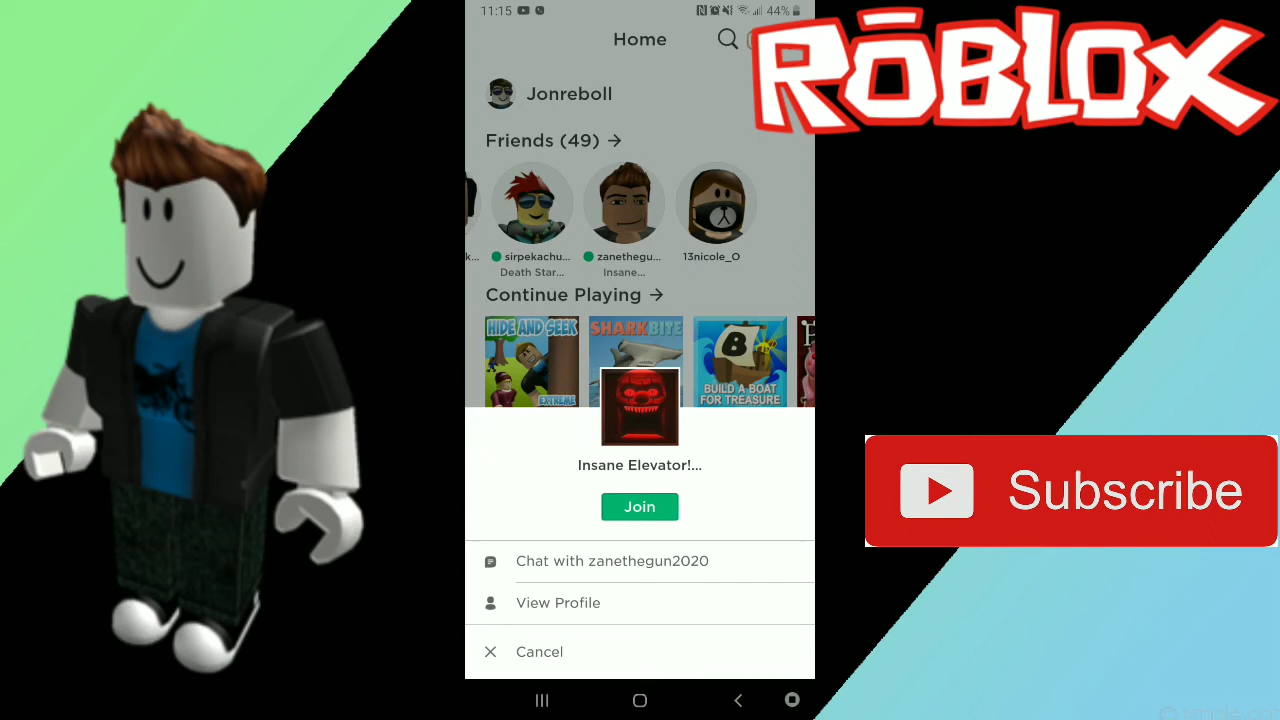 11:15
44%
Home
ROBLOX
Jonreboll
Friends (49) →
k...
sirpekachu...
zanethegun...
13nicole_O
Death Star...
Insane...
Continue Playing →
HIDE AND SEEK
EXTREME
SHARKBITE
B
BUILD A BOAT
FOR TREASURE
P
Insane Elevator!...
Join
Subscribe
Chat with zanethegun2020
View Profile
Cancel